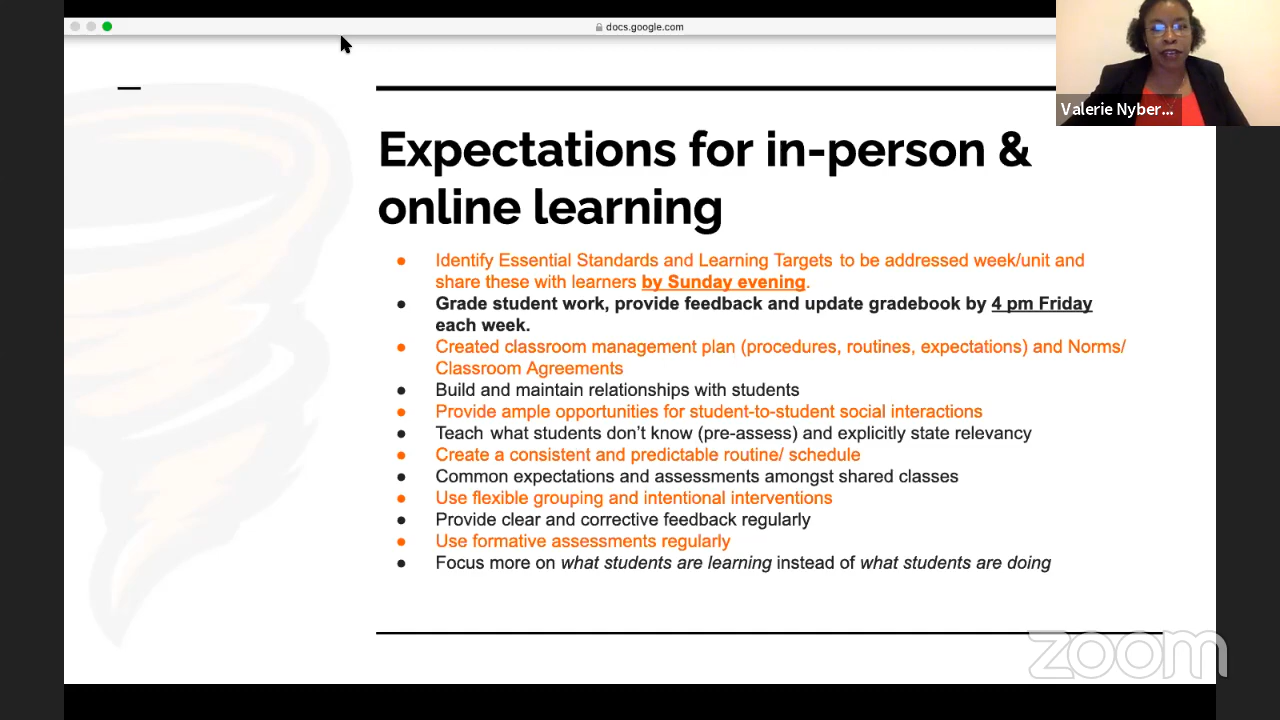 docs.google.com
Valerie Nyber...
Expectations for in-person &
online learning
● Identify Essential Standards and Learning Targets to be addressed week/unit and
share these with learners by Sunday evening.
● Grade student work, provide feedback and update gradebook by 4 pm Friday
each week.
● Created classroom management plan (procedures, routines, expectations) and Norms/
Classroom Agreements
● Build and maintain relationships with students
● Provide ample opportunities for student-to-student social interactions
● Teach what students don’t know (pre-assess) and explicitly state relevancy
● Create a consistent and predictable routine/ schedule
● Common expectations and assessments amongst shared classes
● Use flexible grouping and intentional interventions
● Provide clear and corrective feedback regularly
● Use formative assessments regularly
● Focus more on what students are learning instead of what students are doing
zoom